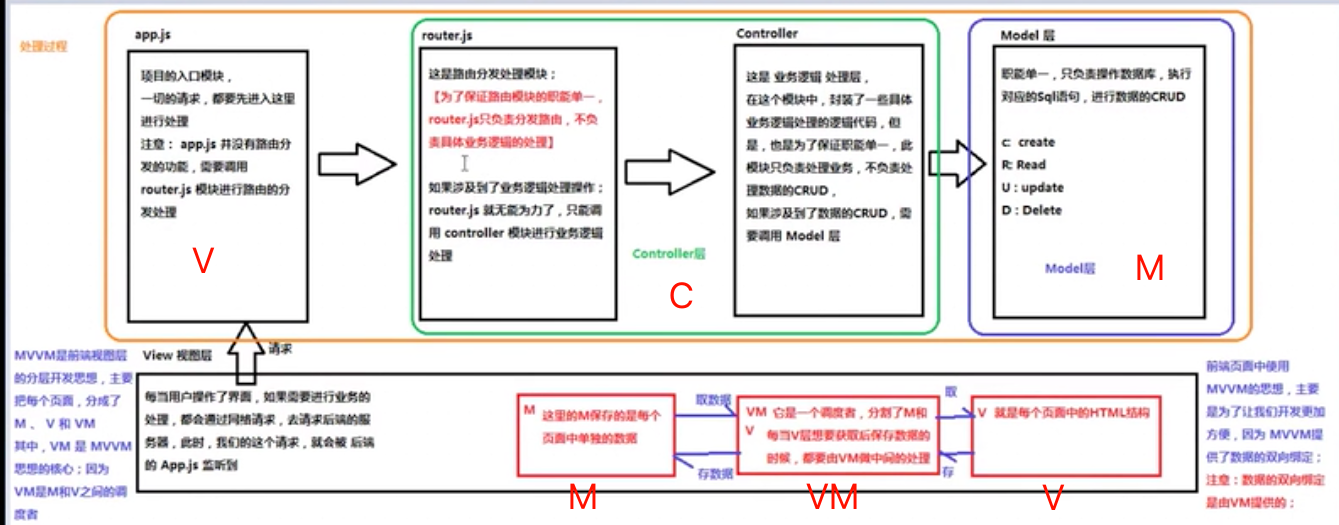 处理过程
app.js
项目的入口模块，
一切的请求，都要先进入这里
进行处理
注意： app.js 并没有路由分
发的功能，需要调用
router.js 模块进行路由的分
发处理
V
router.js
这是路由分发处理模块；
【为了保证路由模块的职能单一，
router.js只负责分发路由，不负
责具体业务逻辑的处理】
如果涉及到了业务逻辑处理操作；
router.js 就无能为力了，只能调
用 controller 模块进行业务逻辑
处理
Controller层
C
Controller
这是 业务逻辑 处理层，
在这个模块中，封装了一些具体
业务逻辑处理的逻辑代码，但
是，也是为了保证职能单一，此
模块只负责处理业务，不负责处
理数据的CRUD，
如果涉及到了数据的CRUD，需
要调用 Model 层
Model 层
职能单一，只负责操作数据库，执行
对应的Sql语句，进行数据的CRUD
c: create
R: Read
U : update
D : Delete
Model层
M
请求
MVVM是前端视图层
的分层开发思想，主要
把每个页面，分成了
M 、 V 和 VM
其中，VM 是 MVVM
思想的核心；因为
VM是M和V之间的调
度者
View 视图层
每当用户操作了界面，如果需要进行业务的
处理，都会通过网络请求，去请求后端的服
务器，此时，我们的这个请求，就会被 后端
的 App.js 监听到
M 这里的M保存的是每个
页面中单独的数据
M
取数据
存数据
VM 它是一个调度者，分割了M和
V
每当V层想要获取后保存数据的
时候，都要由VM做中间的处理
VM
取
存
V 就是每个页面中的HTML结构
V
前端页面中使用
MVVM的思想，主要
是为了让我们开发更加
方便，因为 MVVM提
供了数据的双向绑定；
注意：数据的双向绑定
是由VM提供的；